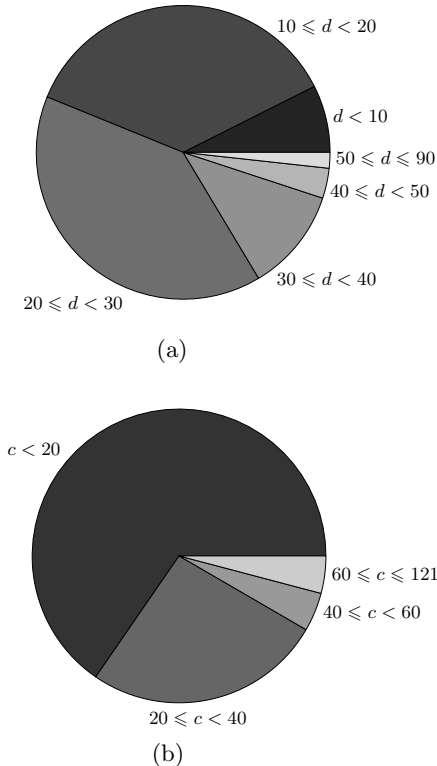 10 ⩽ d < 20
d < 10
50 ⩽ d ⩽ 90
40 ⩽ d < 50
30 ⩽ d < 40
20 ⩽ d < 30
(a)
c < 20
60 ⩽ c ⩽ 121
40 ⩽ c < 60
20 ⩽ c < 40
(b)